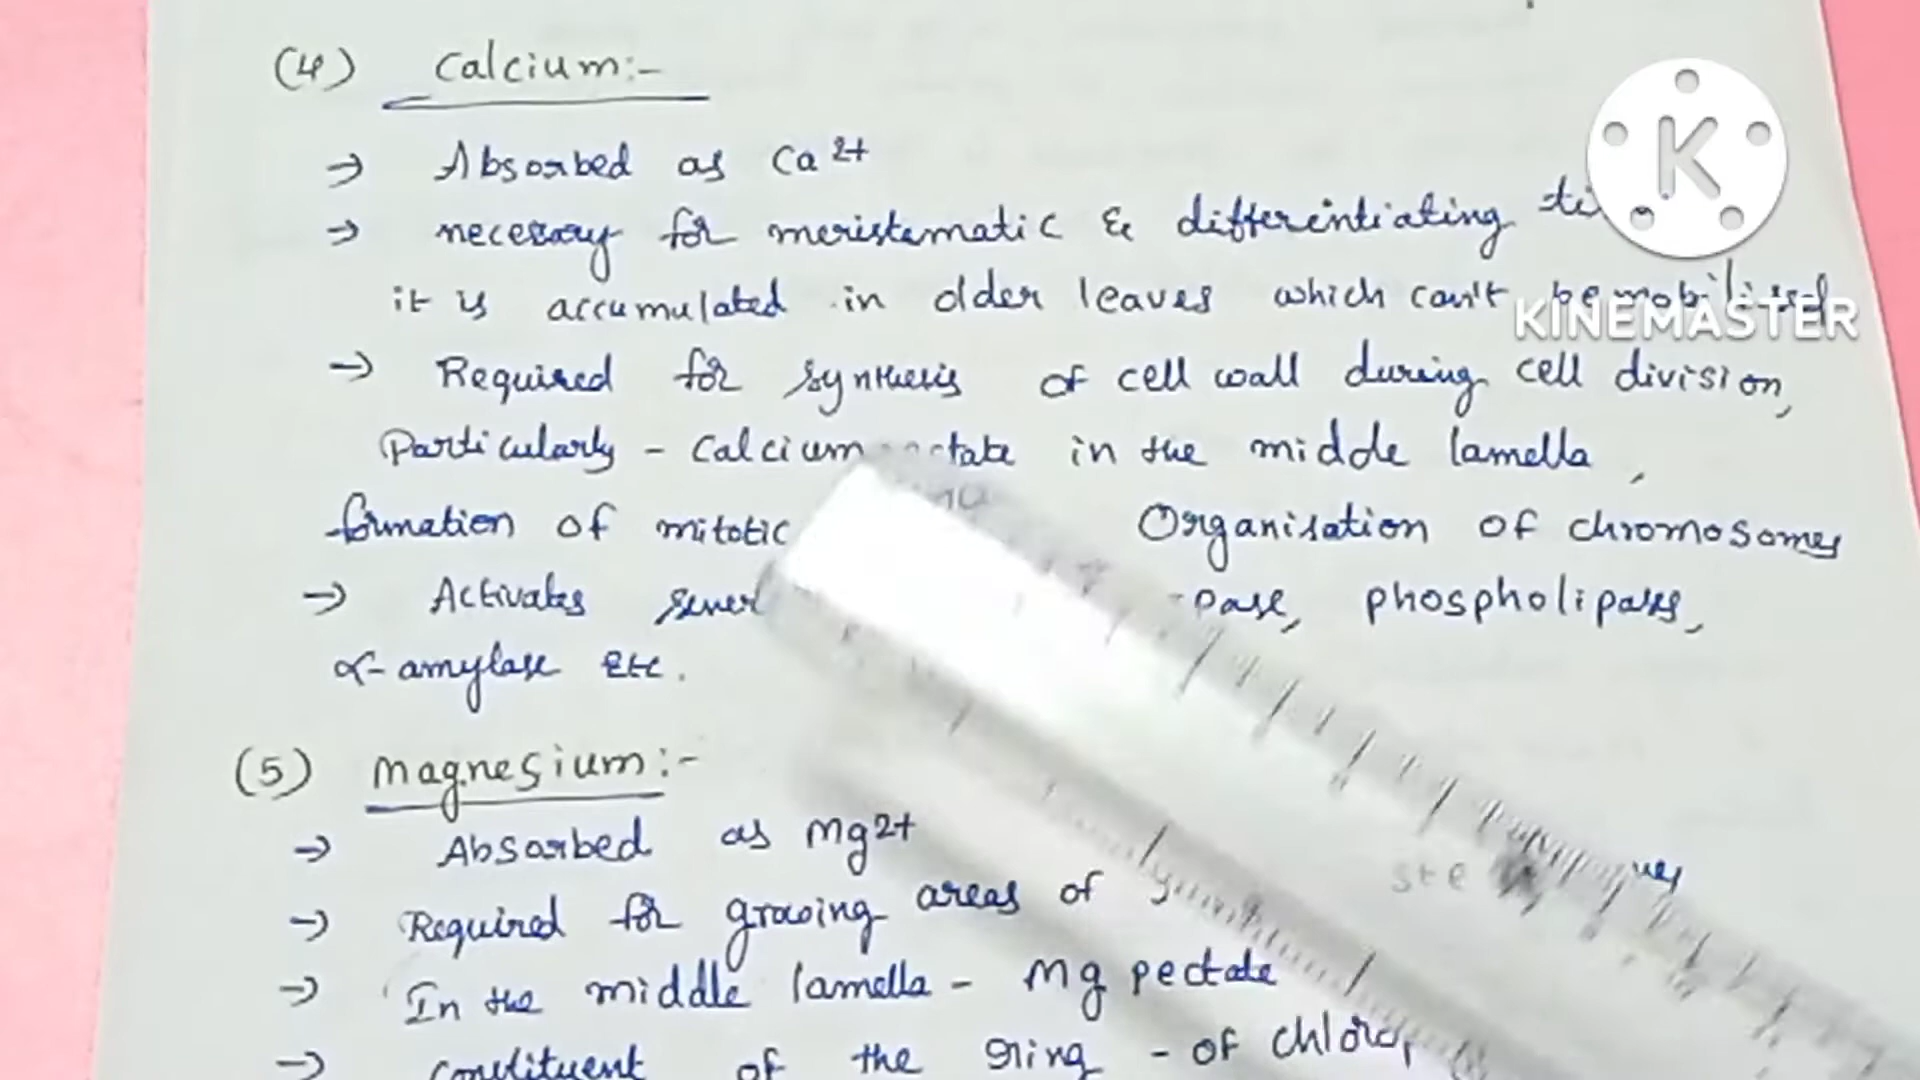 (4) Calcium:-
→ Absorbed as Ca2+
→ necessary for meristematic & differentiating
it is accumulated in older leaves which can't be mobilised
KINEMASTER
→ Required for synthesis of cell wall during cell division,
Particularly - Calcium in the middle lamella,
formation of mitotic Organisation of chromosomes
→ Activates phospholipases,
α-amylase etc.
(5) Magnesium:-
→ Absorbed as Mg2+
→ Required for growing areas of
→ In the middle lamella - Mg pectate
→ constituent of the ring - of